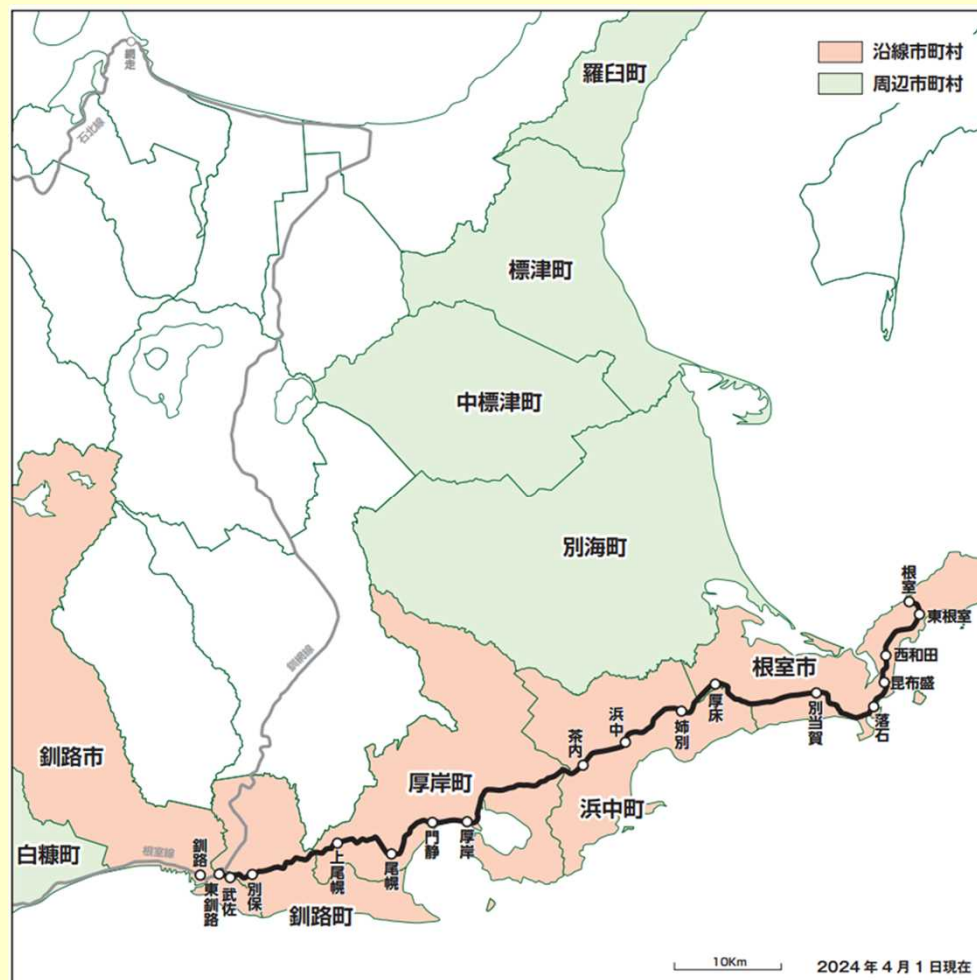 沿線市町村
周辺市町村
網走
石北線
羅臼町
標津町
中標津町
別海町
釧網線
根室
東根室
西和田
昆布盛
落石
別当賀
根室市
厚床
姉別
浜中
茶内
浜中町
厚岸町
厚岸
門静
尾幌
上尾幌
釧路市
白糠町
根室線
釧路
東釧路
武佐
別保
釧路町
10Km
2024年4月1日現在